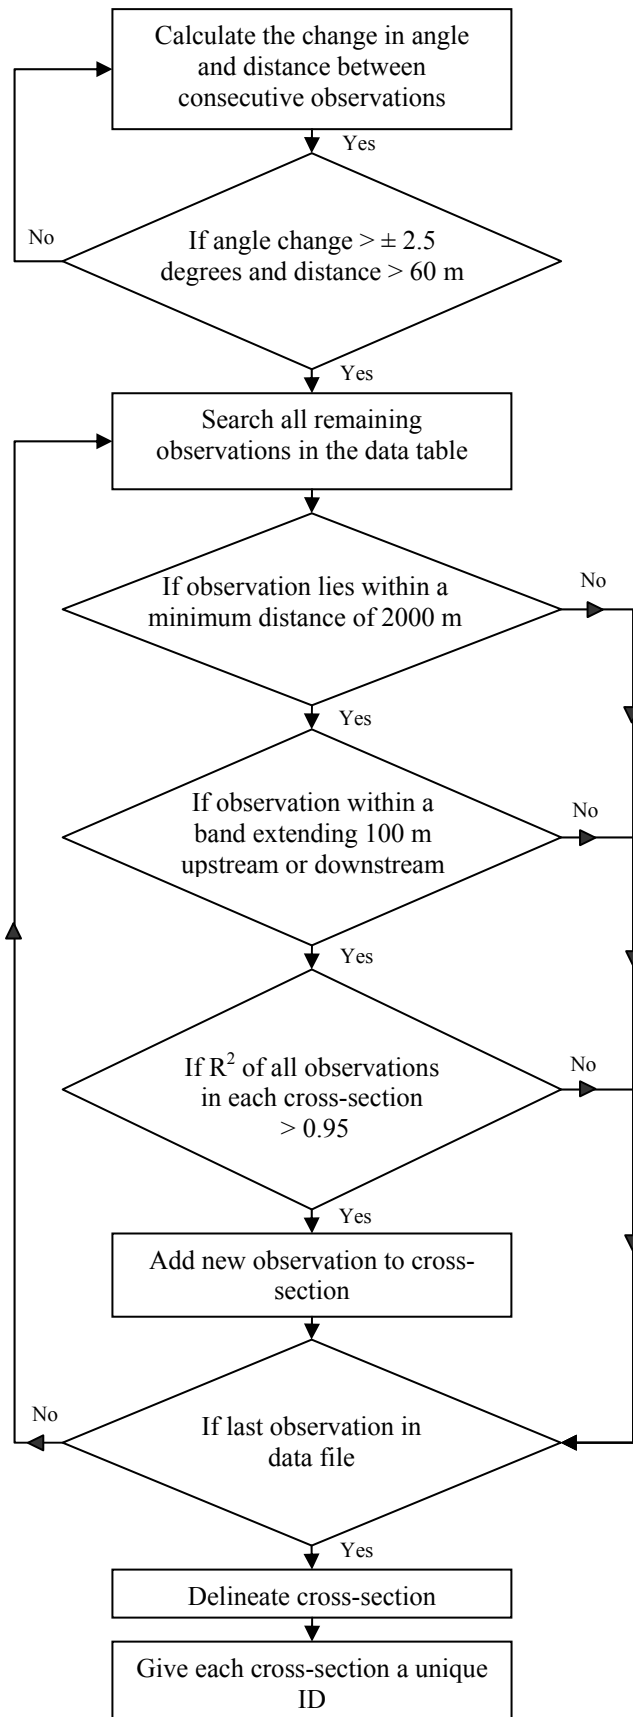 Calculate the change in angle
and distance between
consecutive observations
Yes
No
If angle change > ± 2.5
degrees and distance > 60 m
Yes
Search all remaining
observations in the data table
If observation lies within a
minimum distance of 2000 m
No
Yes
If observation within a
band extending 100 m
upstream or downstream
No
Yes
If R² of all observations
in each cross-section
> 0.95
No
Yes
Add new observation to cross-
section
If last observation in
data file
No
Yes
Delineate cross-section
Give each cross-section a unique
ID